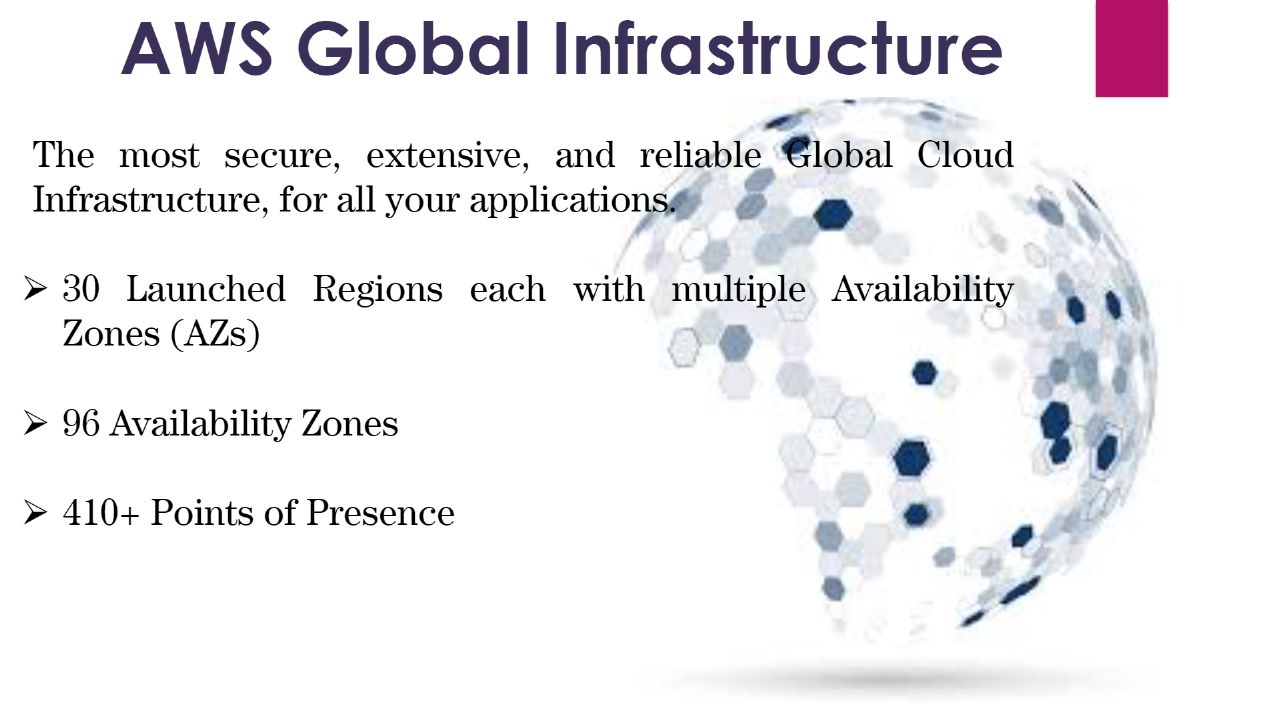 AWS Global Infrastructure
The most secure, extensive, and reliable Global Cloud
Infrastructure, for all your applications.
➢ 30 Launched Regions each with multiple Availability
Zones (AZs)
➢ 96 Availability Zones
➢ 410+ Points of Presence